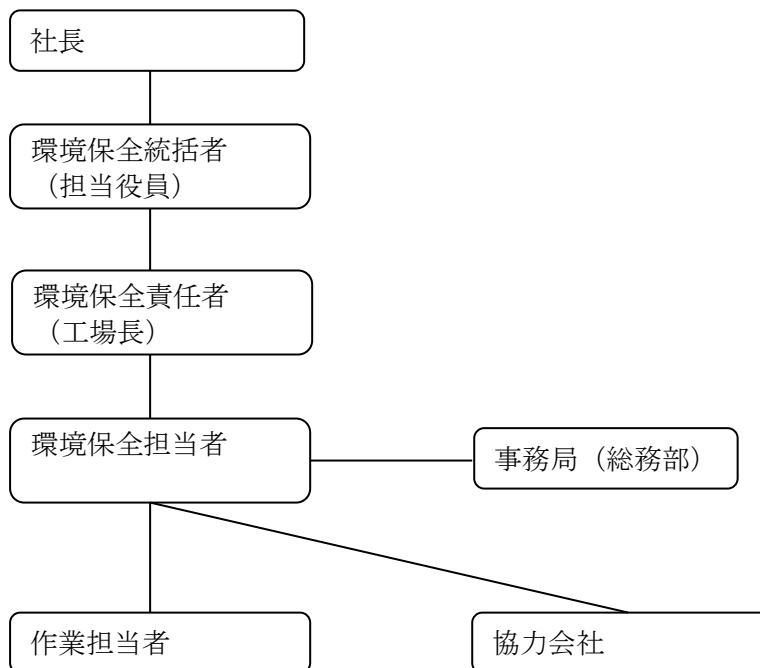 社長
環境保全統括者
（担当役員）
環境保全責任者
（工場長）
環境保全担当者
事務局（総務部）
作業担当者
協力会社